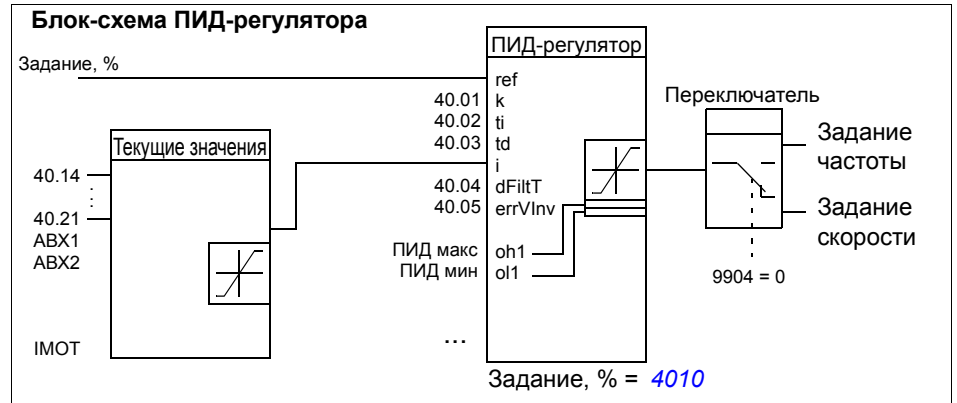 Блок-схема ПИД-регулятора
Задание, %
ПИД-регулятор
ref
40.01 k
40.02 ti
40.03 td
i
40.04 dFiltT
40.05 errVInv
ПИД макс oh1
ПИД мин ol1
...
Текущие значения
40.14
:
40.21
АВХ1
АВХ2
IMOT
Переключатель
Задание
частоты
Задание
скорости
9904 = 0
Задание, % = 4010